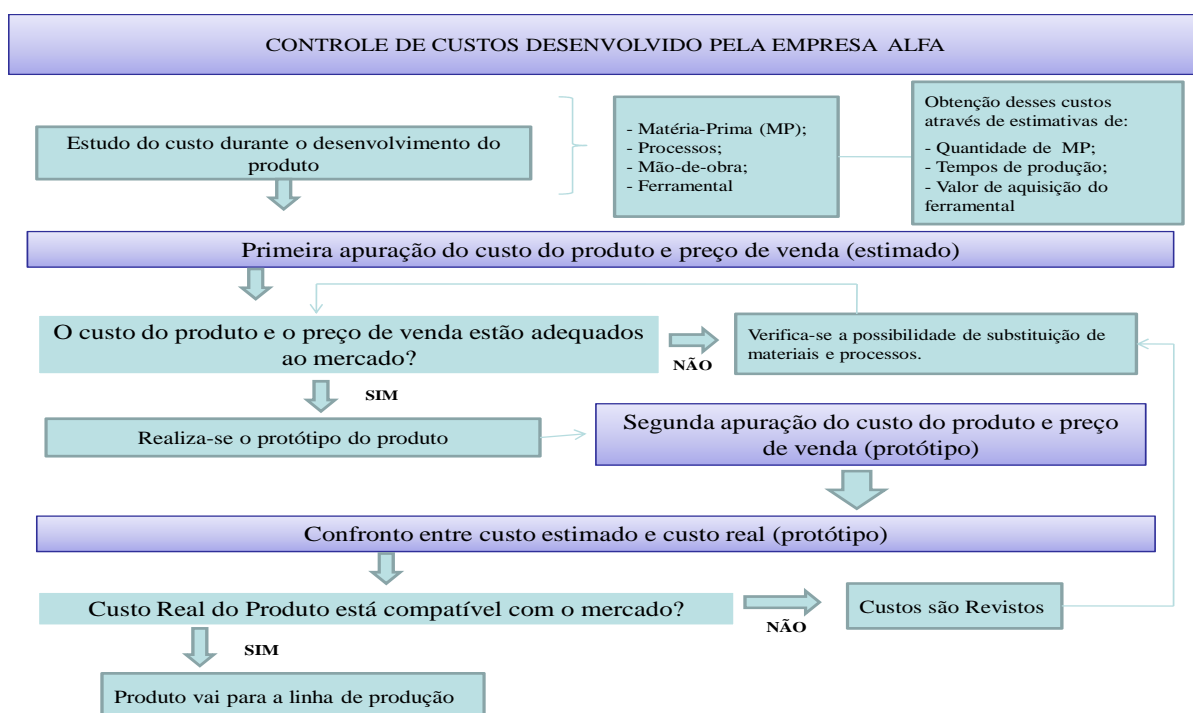 CONTROLE DE CUSTOS DESENVOLVIDO PELA EMPRESA ALFA
Estudo do custo durante o desenvolvimento do
produto
- Matéria-Prima (MP);
- Processos;
- Mão-de-obra;
- Ferramental
Obtenção desses custos
através de estimativas de:
- Quantidade de MP;
- Tempos de produção;
- Valor de aquisição do
ferramental
Primeira apuração do custo do produto e preço de venda (estimado)
O custo do produto e o preço de venda estão adequados
ao mercado?
NÃO
Verifica-se a possibilidade de substituição de
materiais e processos.
SIM
Realiza-se o protótipo do produto
Segunda apuração do custo do produto e preço
de venda (protótipo)
Confronto entre custo estimado e custo real (protótipo)
Custo Real do Produto está compatível com o mercado?
NÃO
Custos são Revistos
SIM
Produto vai para a linha de produção